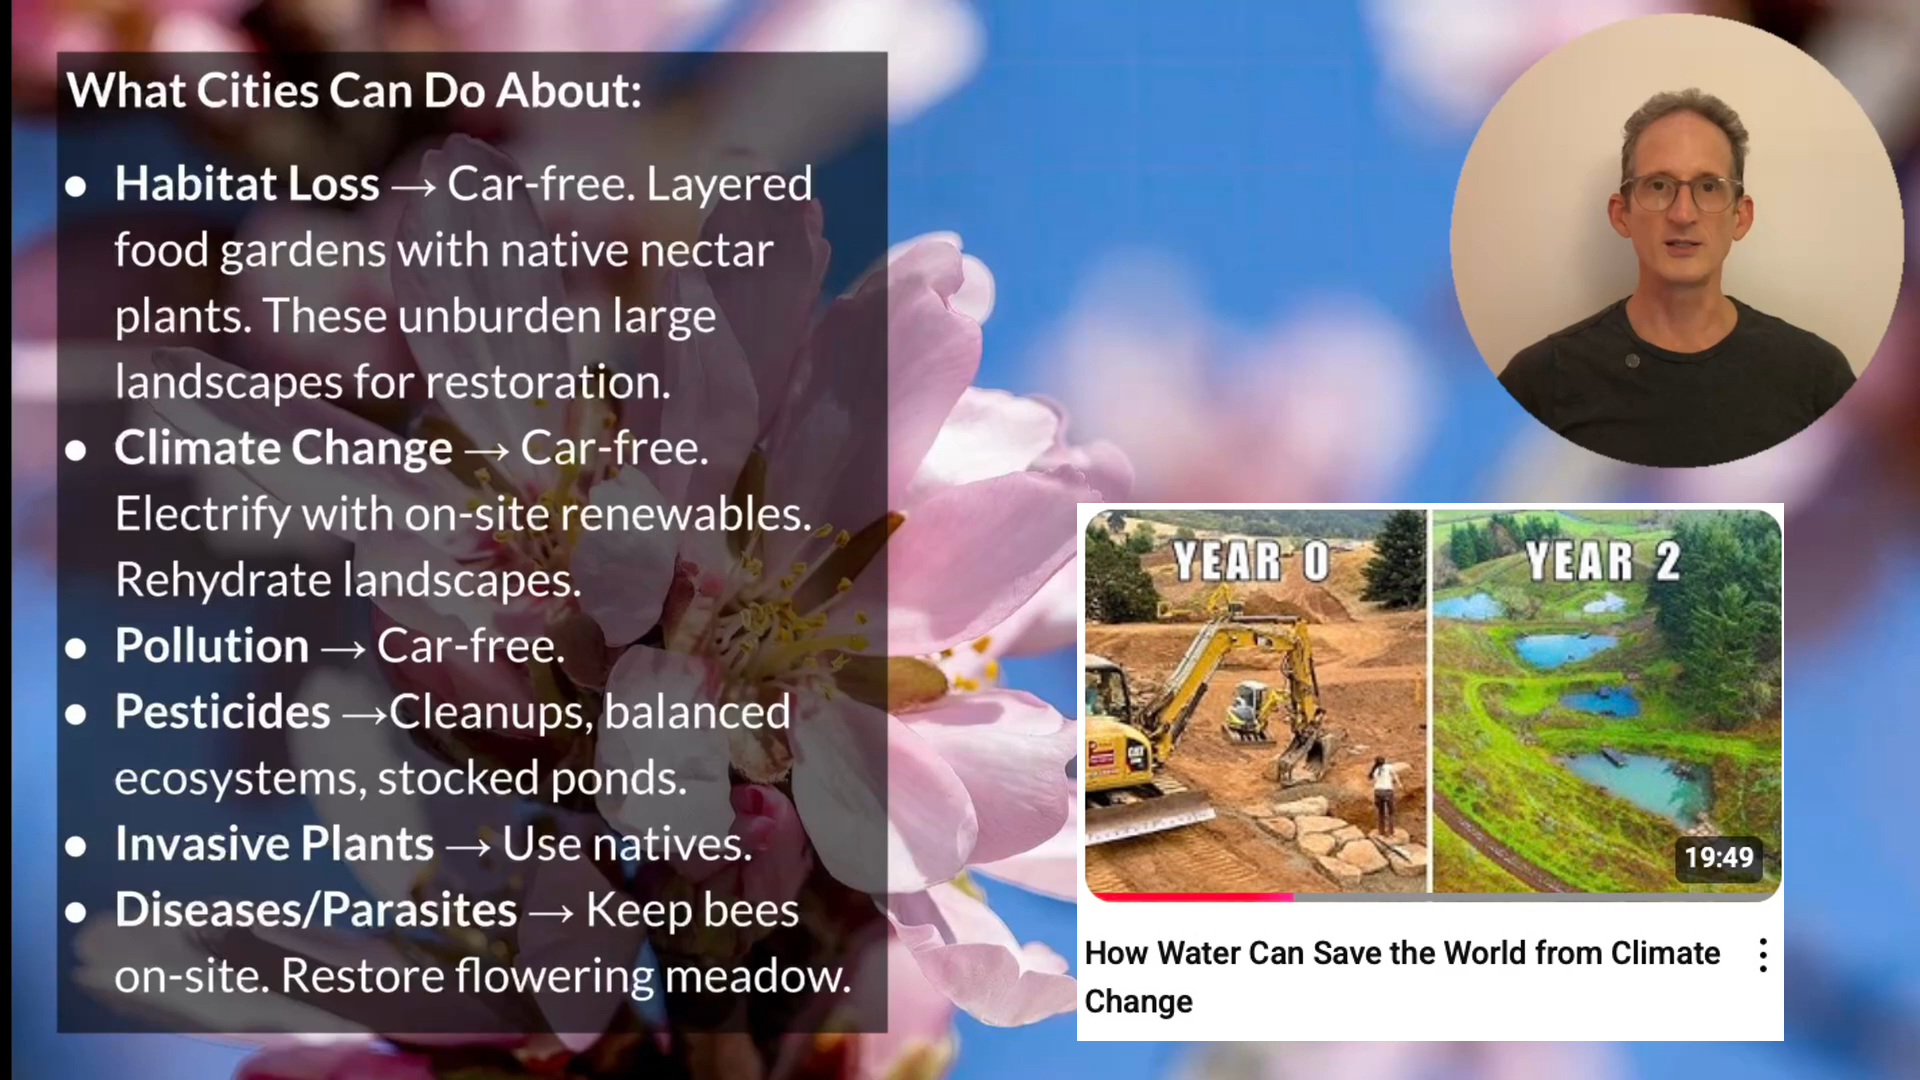 What Cities Can Do About:
● Habitat Loss → Car-free. Layered
food gardens with native nectar
plants. These unburden large
landscapes for restoration.
● Climate Change → Car-free.
Electrify with on-site renewables.
Rehydrate landscapes.
● Pollution → Car-free.
● Pesticides →Cleanups, balanced
ecosystems, stocked ponds.
● Invasive Plants → Use natives.
● Diseases/Parasites → Keep bees
on-site. Restore flowering meadow.
YEAR 0
YEAR 2
CAT
19:49
How Water Can Save the World from Climate
Change